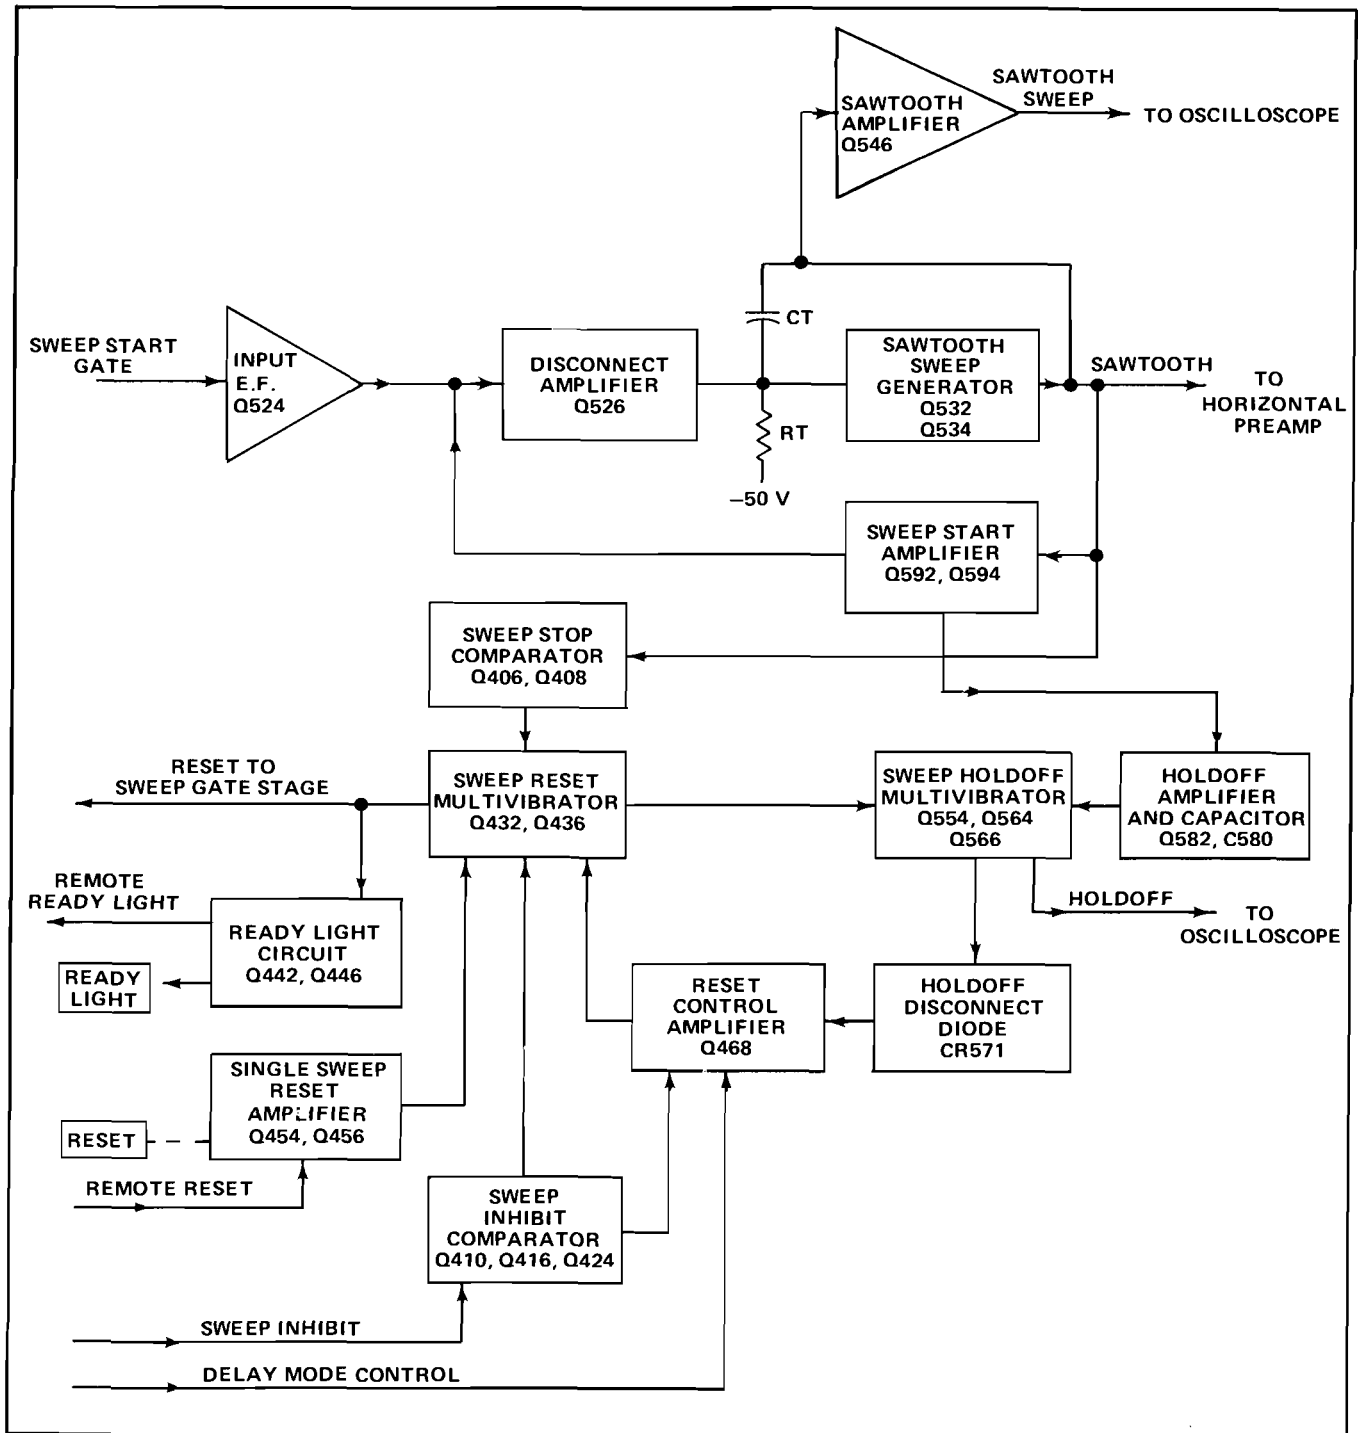 SAWTOOTH
SWEEP
SAWTOOTH
AMPLIFIER
Q546
TO OSCILLOSCOPE
SWEEP START
GATE
INPUT
E.F.
Q524
DISCONNECT
AMPLIFIER
Q526
CT
RT
–50 V
SAWTOOTH
SWEEP
GENERATOR
Q532
Q534
SAWTOOTH
TO
HORIZONTAL
PREAMP
SWEEP START
AMPLIFIER
Q592, Q594
SWEEP STOP
COMPARATOR
Q406, Q408
RESET TO
SWEEP GATE STAGE
SWEEP RESET
MULTIVIBRATOR
Q432, Q436
SWEEP HOLDOFF
MULTIVIBRATOR
Q554, Q564
Q566
HOLDOFF
AMPLIFIER
AND CAPACITOR
Q582, C580
REMOTE
READY LIGHT
READY LIGHT
CIRCUIT
Q442, Q446
READY
LIGHT
HOLDOFF
TO
OSCILLOSCOPE
RESET
CONTROL
AMPLIFIER
Q468
HOLDOFF
DISCONNECT
DIODE
CR571
SINGLE SWEEP
RESET
AMPLIFIER
Q454, Q456
RESET
REMOTE RESET
SWEEP
INHIBIT
COMPARATOR
Q410, Q416, Q424
SWEEP INHIBIT
DELAY MODE CONTROL